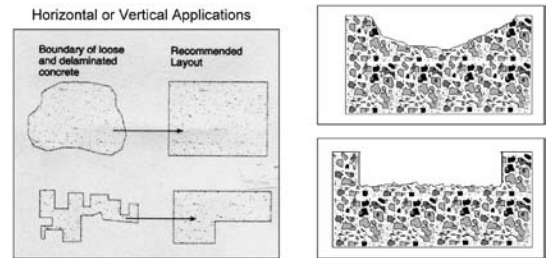 Horizontal or Vertical Applications
Boundary of loose
and delaminated
concrete
Recommended
Layout